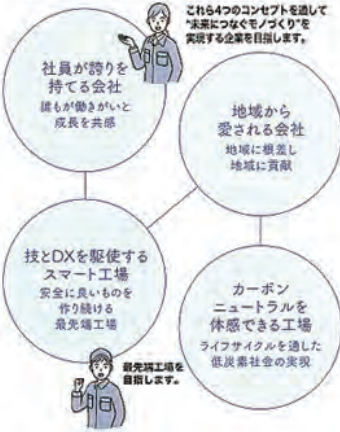 これら4つのコンセプトを通して
“未来につなぐモノづくり”を
実現する企業を目指します。
社員が誇りを
持てる会社
誰もが働きがいと
成長を共感
地域から
愛される会社
地域に根差し
地域に貢献
技とDXを駆使する
スマート工場
安全に良いものを
作り続ける
最先端工場
カーボン
ニュートラルを
体感できる工場
ライフサイクルを通した
低炭素社会の実現
最先端工場を
目指します。